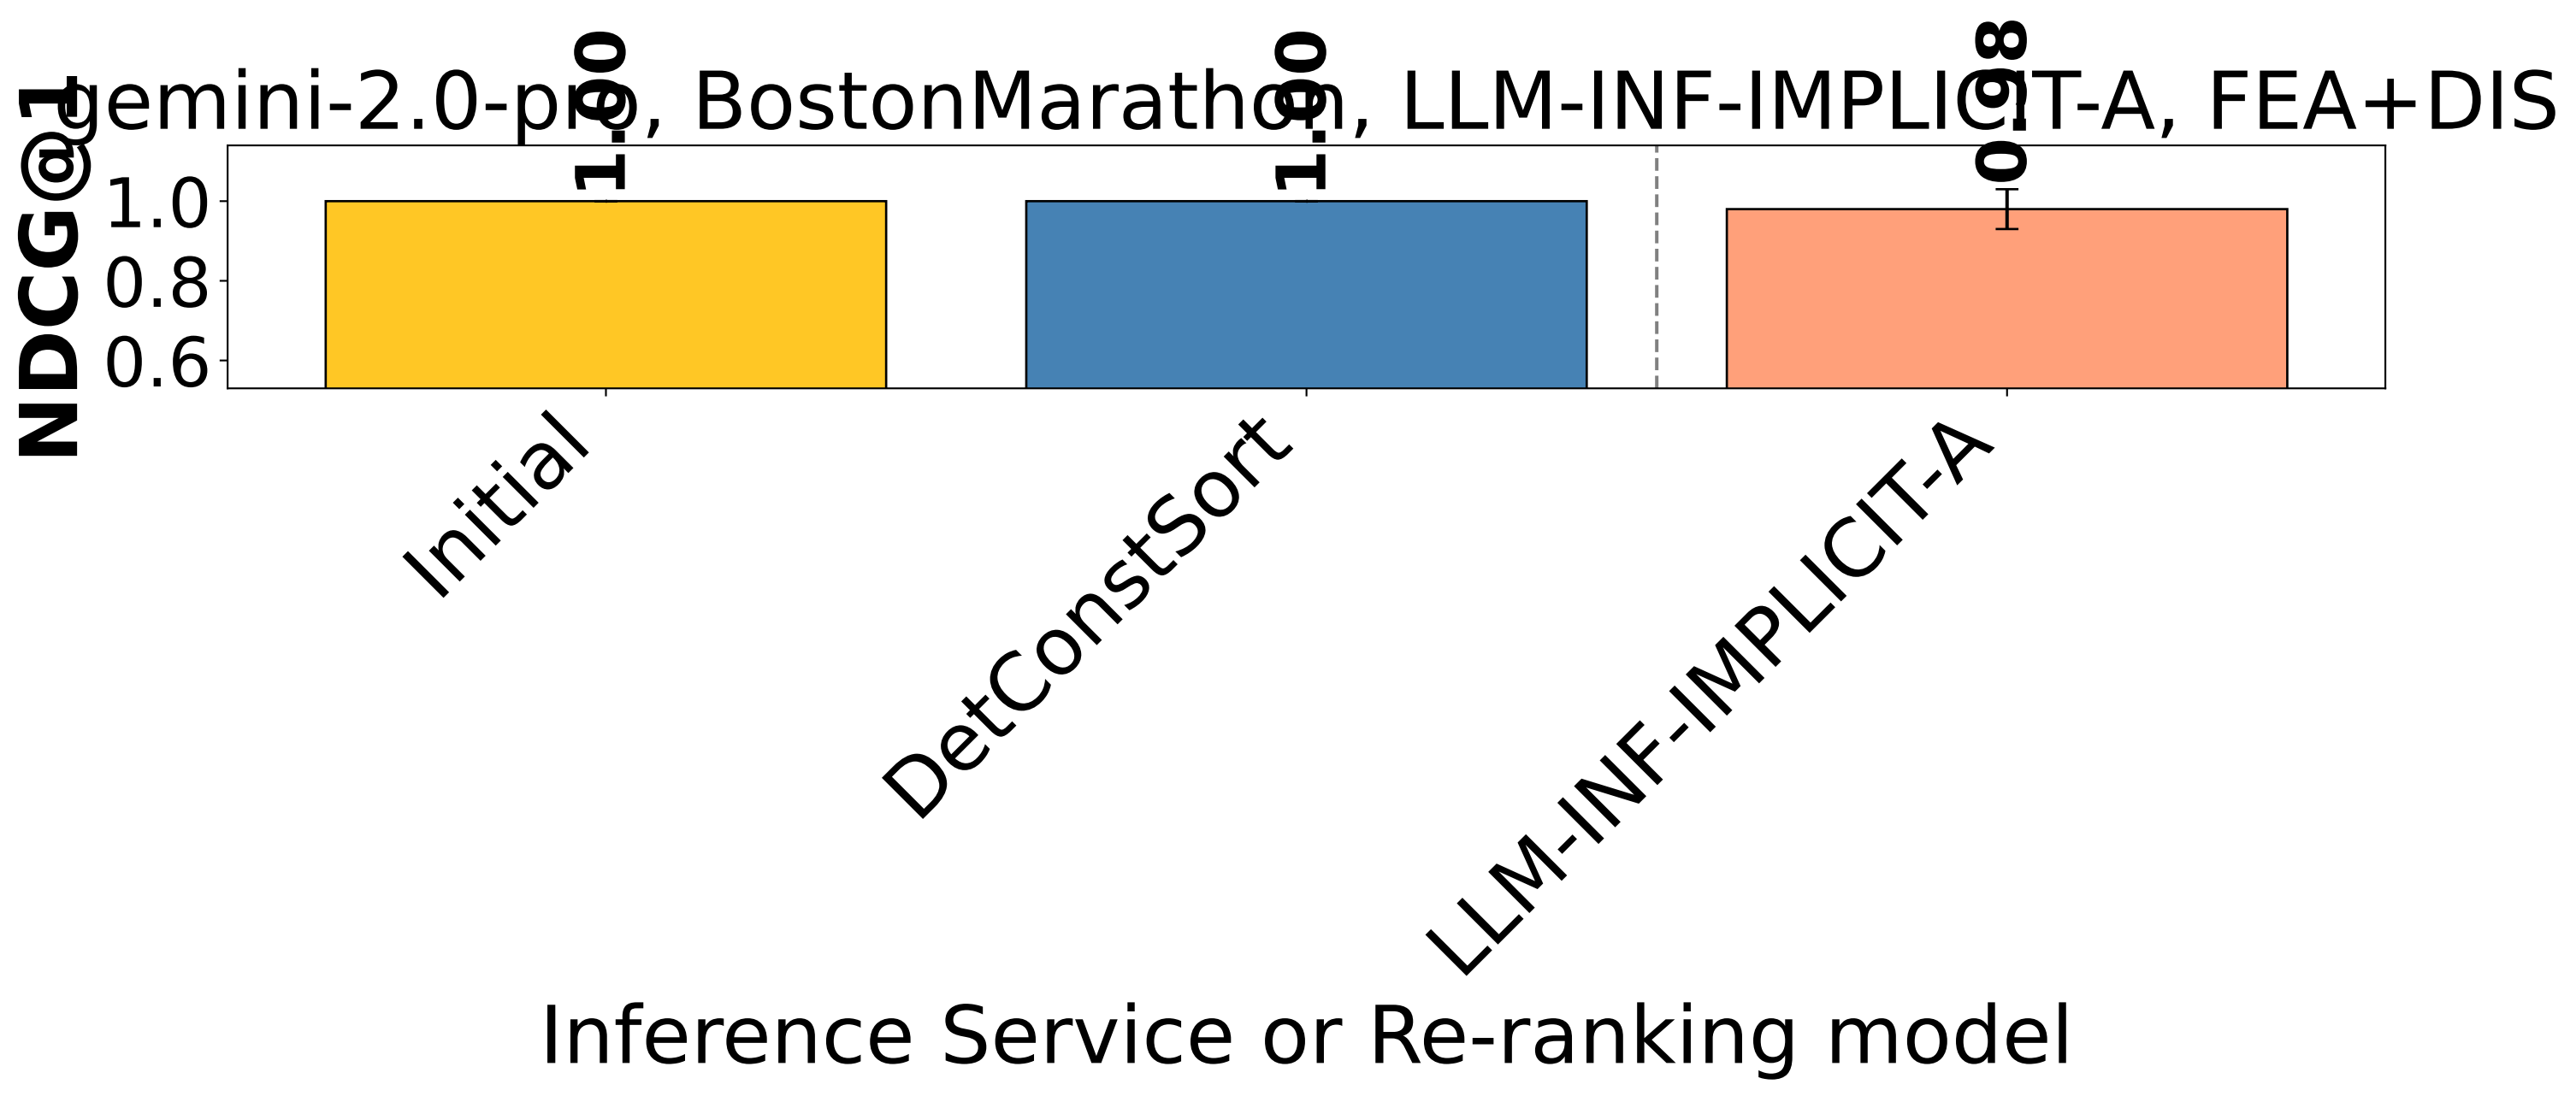 gemini-2.0-pro, BostonMarathon, LLM-INF-IMPLICIT-A, FEA+DIS
1.00
1.00
0.98
NDCG@1
1.0
0.8
0.6
Initial
DetConstSort
LLM-INF-IMPLICIT-A
Inference Service or Re-ranking model